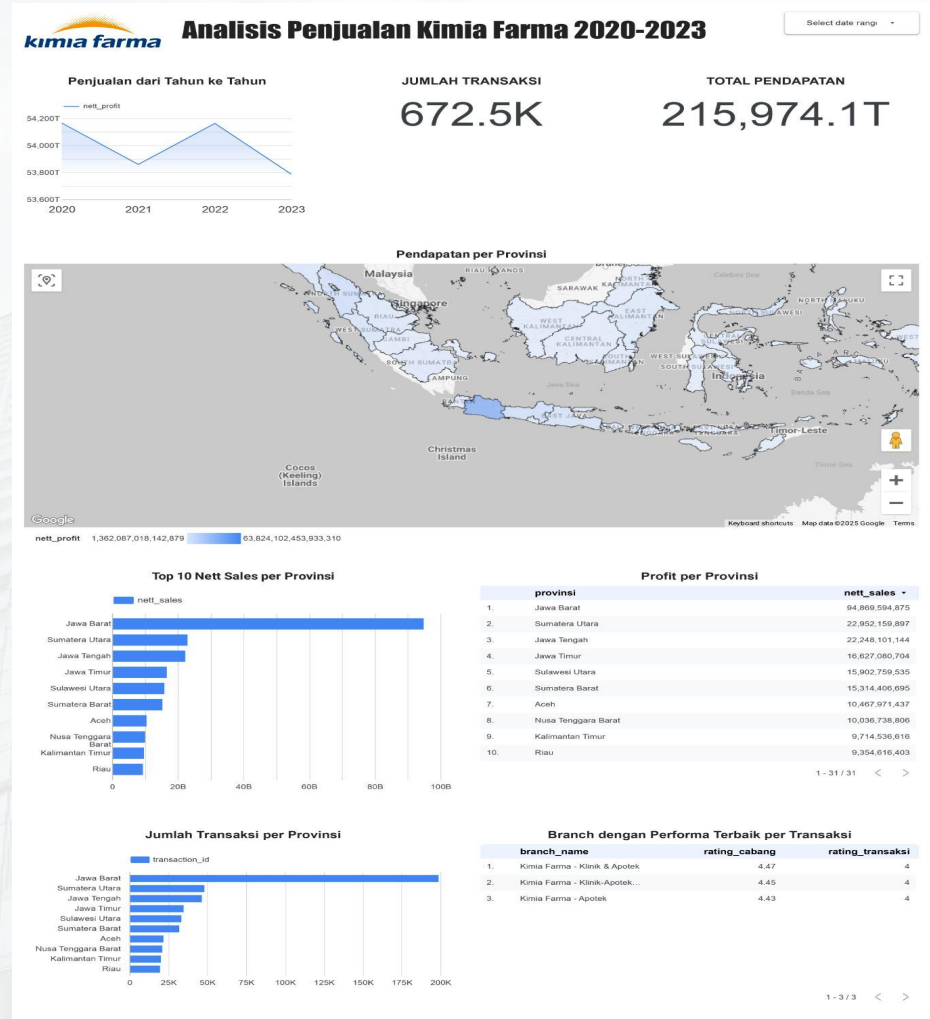 kimia farma
Analisis Penjualan Kimia Farma 2020-2023
Select date range
Penjualan dari Tahun ke Tahun
nett_profit
54,200T
54,000T
53,800T
53,600T
2020 2021 2022 2023
JUMLAH TRANSAKSI
672.5K
TOTAL PENDAPATAN
215,974.1T
Pendapatan per Provinsi
Malaysia
RIAU ISLANDS
Celebes Sea
SARAWAK
NORTH
Singapore
RIAU
WEST
KALIMANTAN
EAST
KALIMANTAN
WEST SUMATRA
JAMBI
CENTRAL
KALIMANTAN
WEST
SOUTH SUMATRA
SOUTH
SOUTH SULAWESI
Indonesia
Java Sea
Banda Sea
EAST JAVA
Timor-Leste
Christmas
Island
Cocos
(Keeling)
Islands
Timor Sea
Google
Keyboard shortcuts Map data ©2025 Google Terms
nett_profit 1,362,087,018,142,879 63,824,102,453,933,310
Top 10 Nett Sales per Provinsi
nett_sales
Jawa Barat
Sumatera Utara
Jawa Tengah
Jawa Timur
Sulawesi Utara
Sumatera Barat
Aceh
Nusa Tenggara
Barat
Kalimantan Timur
Riau
0 20B 40B 60B 80B 100B
Profit per Provinsi
provinsi nett_sales
1. Jawa Barat 94,869,594,875
2. Sumatera Utara 22,952,159,897
3. Jawa Tengah 22,248,101,144
4. Jawa Timur 16,627,080,704
5. Sulawesi Utara 15,902,759,535
6. Sumatera Barat 15,314,406,695
7. Aceh 10,467,971,437
8. Nusa Tenggara Barat 10,036,738,806
9. Kalimantan Timur 9,714,536,616
10. Riau 9,354,616,403
1 - 31 / 31 < >
Jumlah Transaksi per Provinsi
transaction_id
Jawa Barat
Sumatera Utara
Jawa Tengah
Jawa Timur
Sulawesi Utara
Sumatera Barat
Aceh
Nusa Tenggara Barat
Kalimantan Timur
Riau
0 25K 50K 75K 100K 125K 150K 175K 200K
Branch dengan Performa Terbaik per Transaksi
branch_name rating_cabang rating_transaksi
1. Kimia Farma - Klinik & Apotek 4.47 4
2. Kimia Farma - Klinik-Apotek... 4.45 4
3. Kimia Farma - Apotek 4.43 4
1 - 3 / 3 < >